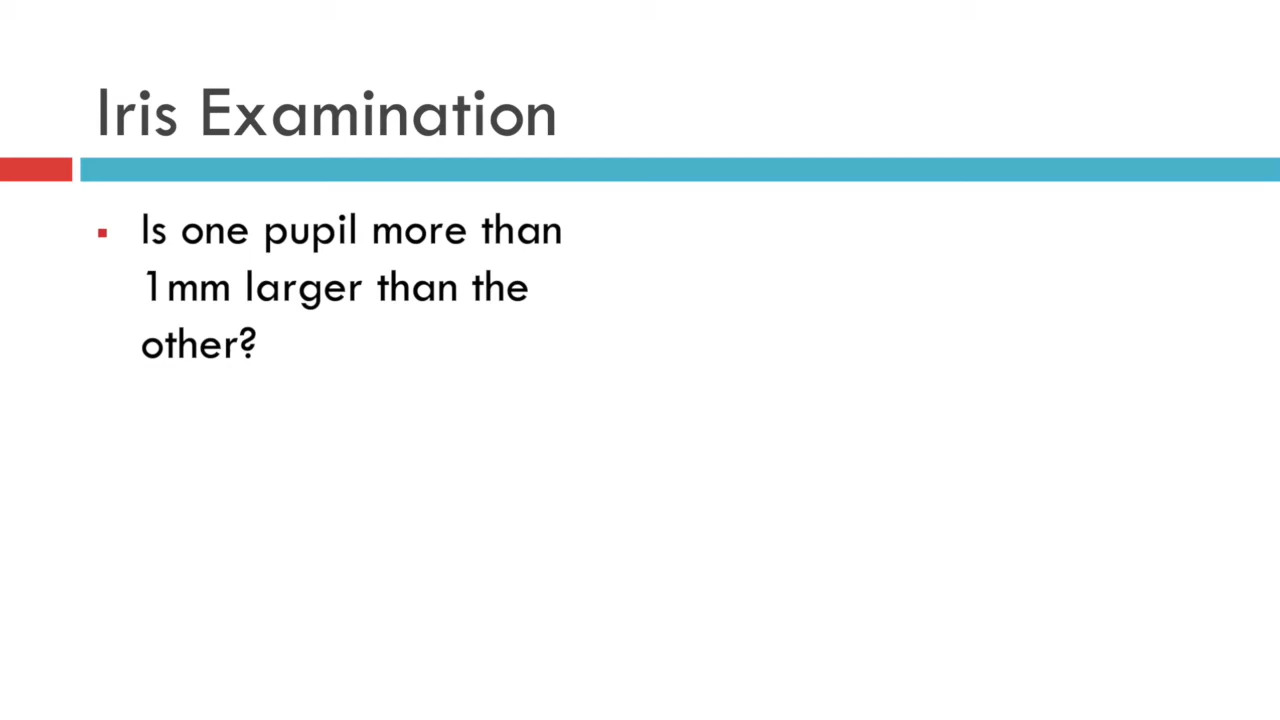 Iris Examination
Is one pupil more than
1mm larger than the
other?